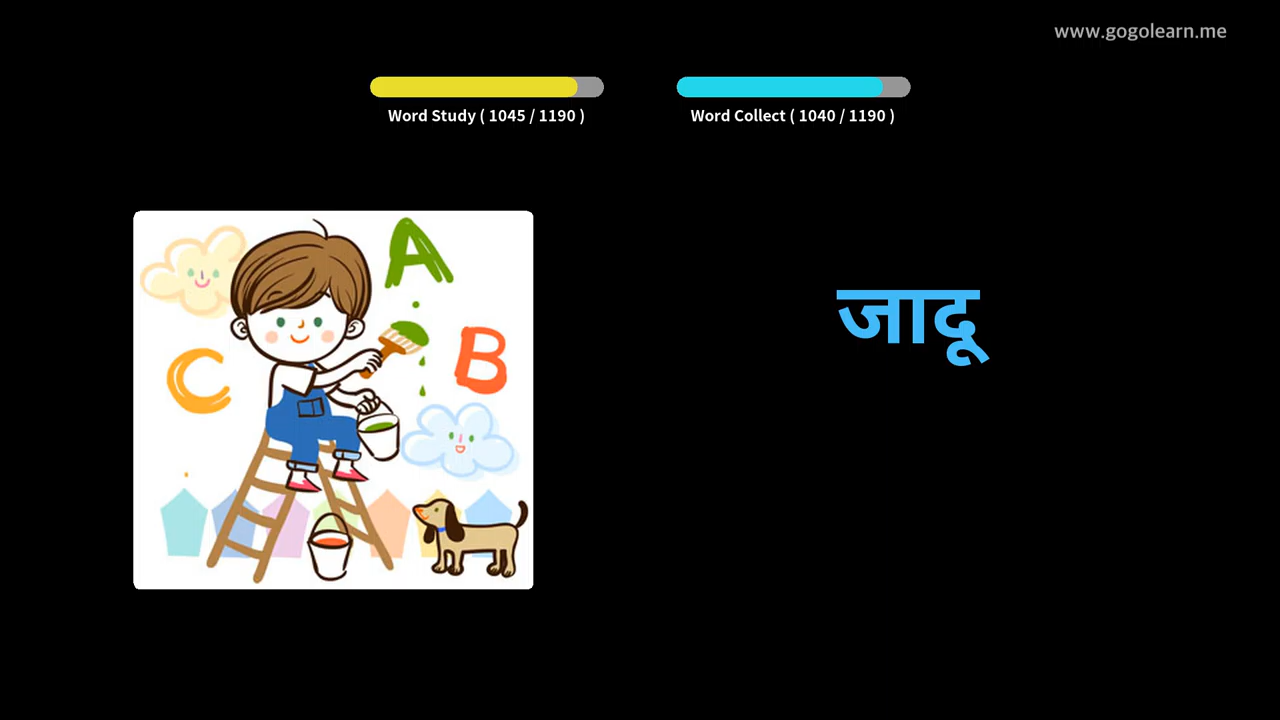 www.gogolearn.me
Word Study ( 1045 / 1190 )
Word Collect ( 1040 / 1190 )
A
B
C
जादू